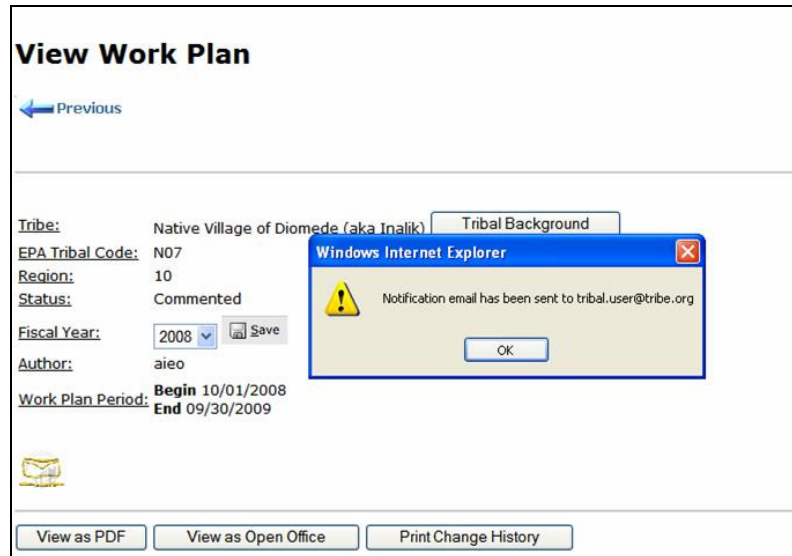 View Work Plan
Previous
Tribe: Native Village of Diomede (aka Inalik) Tribal Background
EPA Tribal Code: N07
Region: 10
Status: Commented
Fiscal Year: 2008 Save
Author: aieo
Work Plan Period: Begin 10/01/2008
End 09/30/2009
Windows Internet Explorer
Notification email has been sent to tribal.user@tribe.org
OK
View as PDF View as Open Office Print Change History